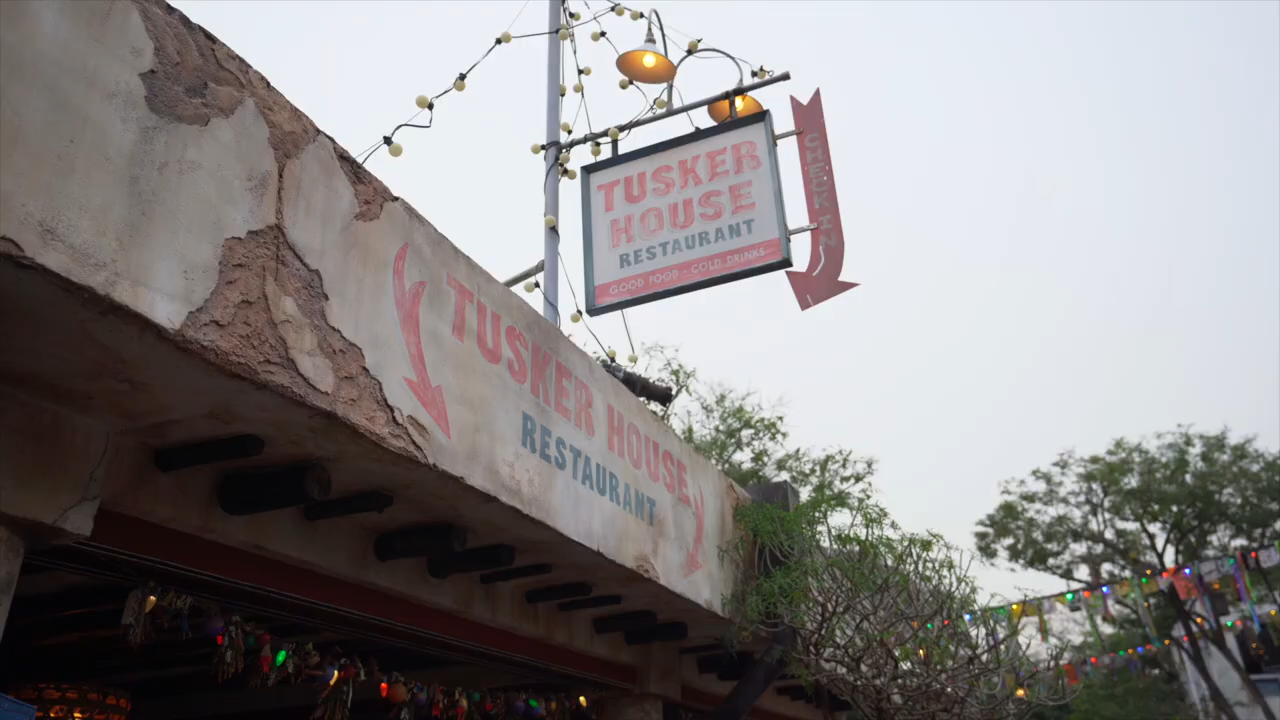 TUSKER
HOUSE
RESTAURANT
GOOD FOOD - COLD DRINKS
CHECK IN
TUSKER HOUSE
RESTAURANT